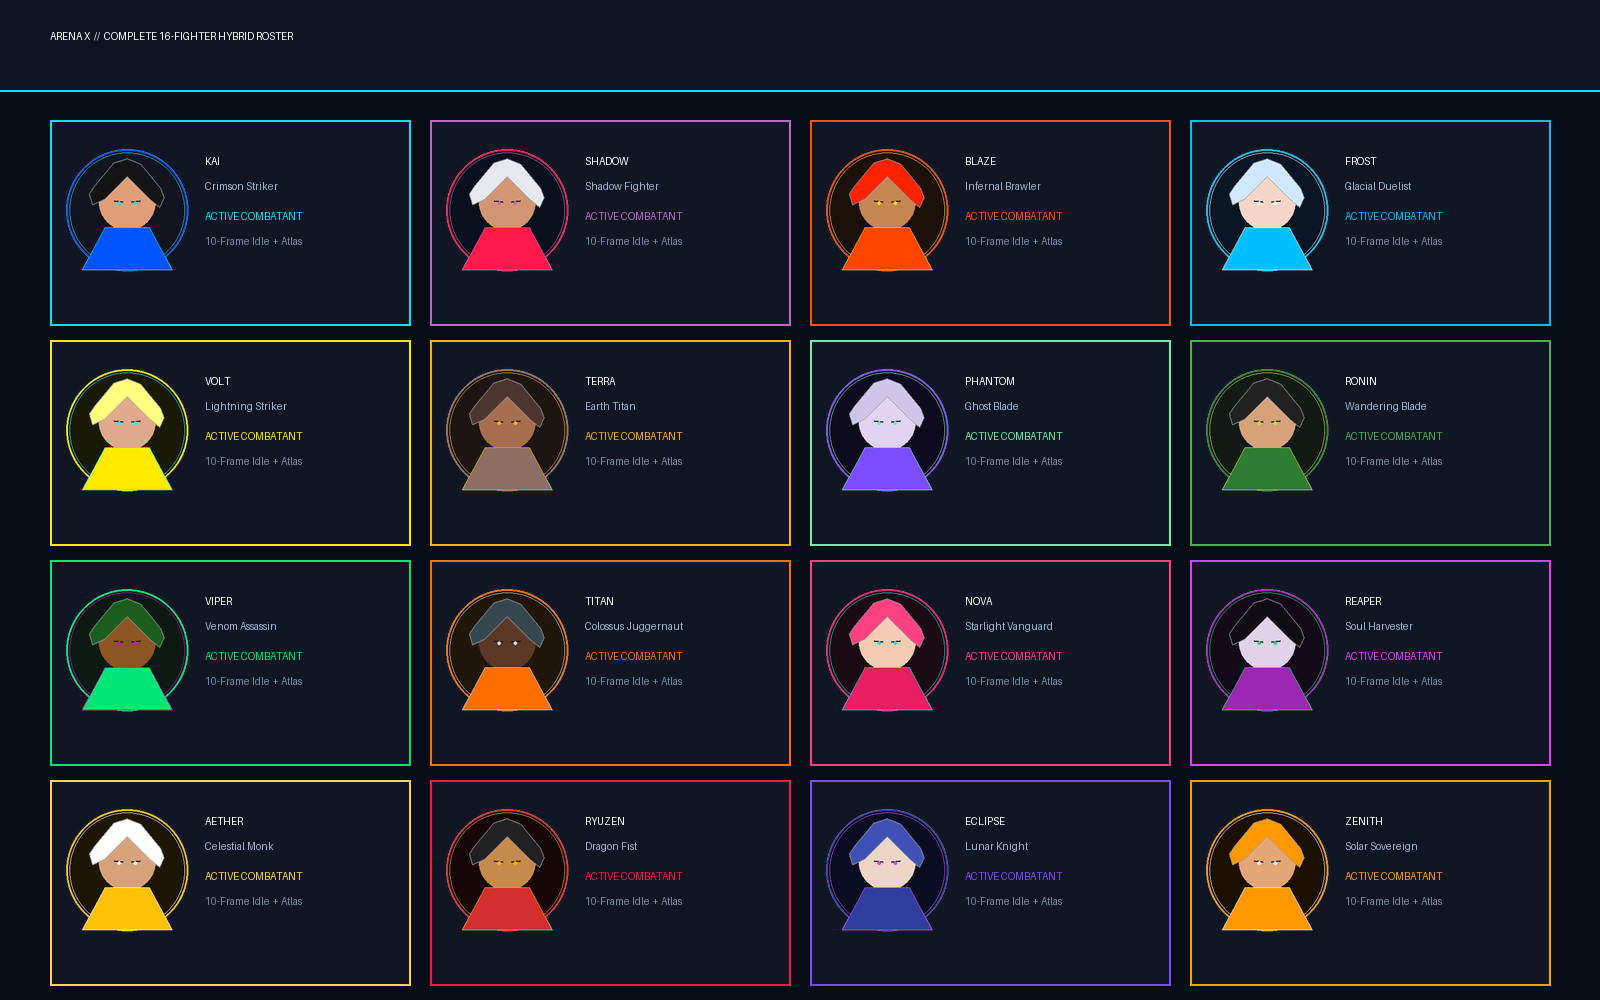 ARENA X // COMPLETE 16-FIGHTER HYBRID ROSTER
KAI
Crimson Striker
ACTIVE COMBATANT
10-Frame Idle + Atlas
SHADOW
Shadow Fighter
ACTIVE COMBATANT
10-Frame Idle + Atlas
BLAZE
Infernal Brawler
ACTIVE COMBATANT
10-Frame Idle + Atlas
FROST
Glacial Duelist
ACTIVE COMBATANT
10-Frame Idle + Atlas
VOLT
Lightning Striker
ACTIVE COMBATANT
10-Frame Idle + Atlas
TERRA
Earth Titan
ACTIVE COMBATANT
10-Frame Idle + Atlas
PHANTOM
Ghost Blade
ACTIVE COMBATANT
10-Frame Idle + Atlas
RONIN
Wandering Blade
ACTIVE COMBATANT
10-Frame Idle + Atlas
VIPER
Venom Assassin
ACTIVE COMBATANT
10-Frame Idle + Atlas
TITAN
Colossus Juggernaut
ACTIVE COMBATANT
10-Frame Idle + Atlas
NOVA
Starlight Vanguard
ACTIVE COMBATANT
10-Frame Idle + Atlas
REAPER
Soul Harvester
ACTIVE COMBATANT
10-Frame Idle + Atlas
AETHER
Celestial Monk
ACTIVE COMBATANT
10-Frame Idle + Atlas
RYUZEN
Dragon Fist
ACTIVE COMBATANT
10-Frame Idle + Atlas
ECLIPSE
Lunar Knight
ACTIVE COMBATANT
10-Frame Idle + Atlas
ZENITH
Solar Sovereign
ACTIVE COMBATANT
10-Frame Idle + Atlas